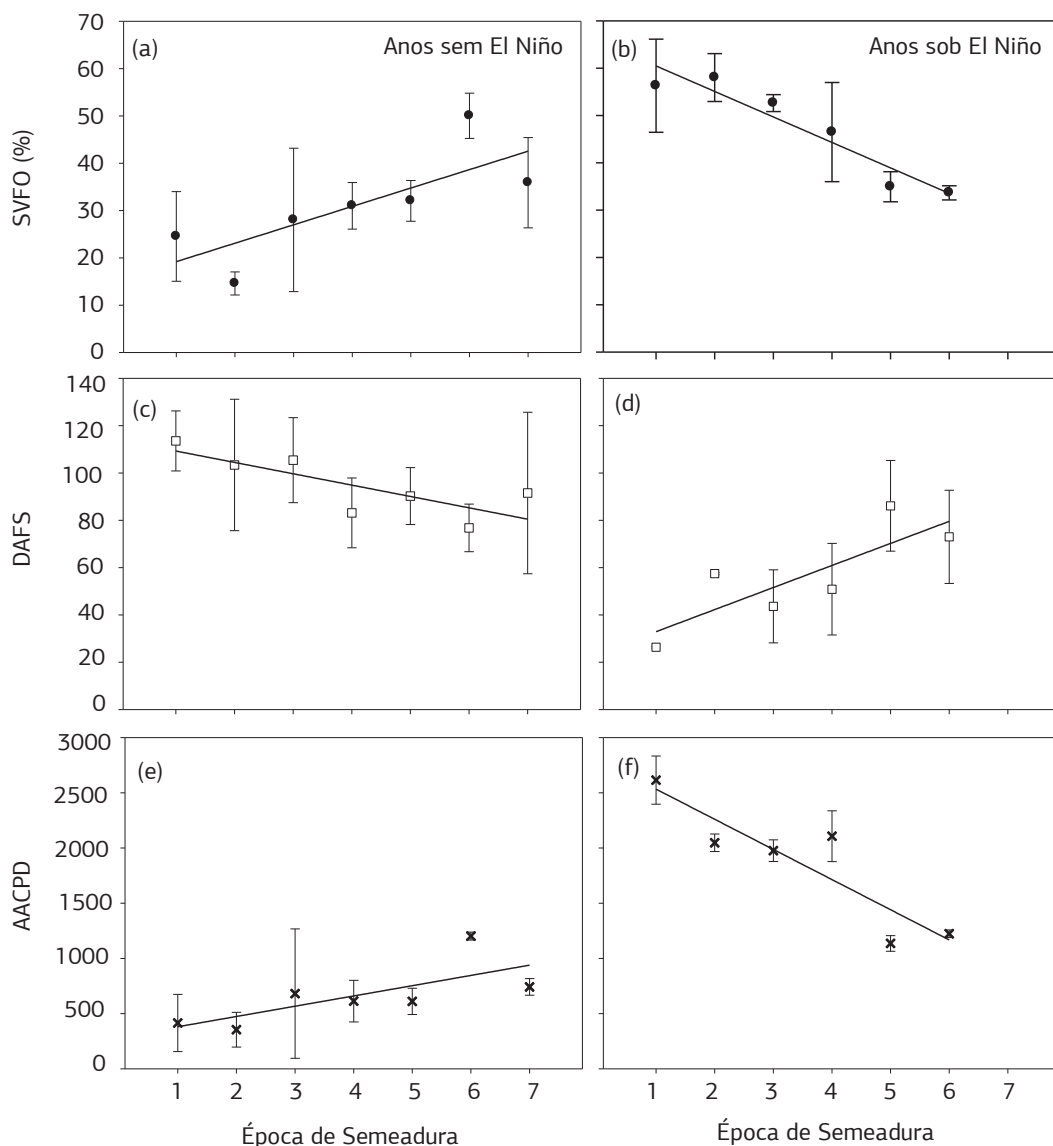 (a)
Anos sem El Niño
(b)
Anos sob El Niño
SVFO (%)
70
60
50
40
30
20
10
0
(c)
(d)
DAFS
140
120
100
80
60
40
20
0
(e)
(f)
AACPD
3000
2500
2000
1500
1000
500
0
1 2 3 4 5 6 7
1 2 3 4 5 6 7
Época de Semeadura
Época de Semeadura